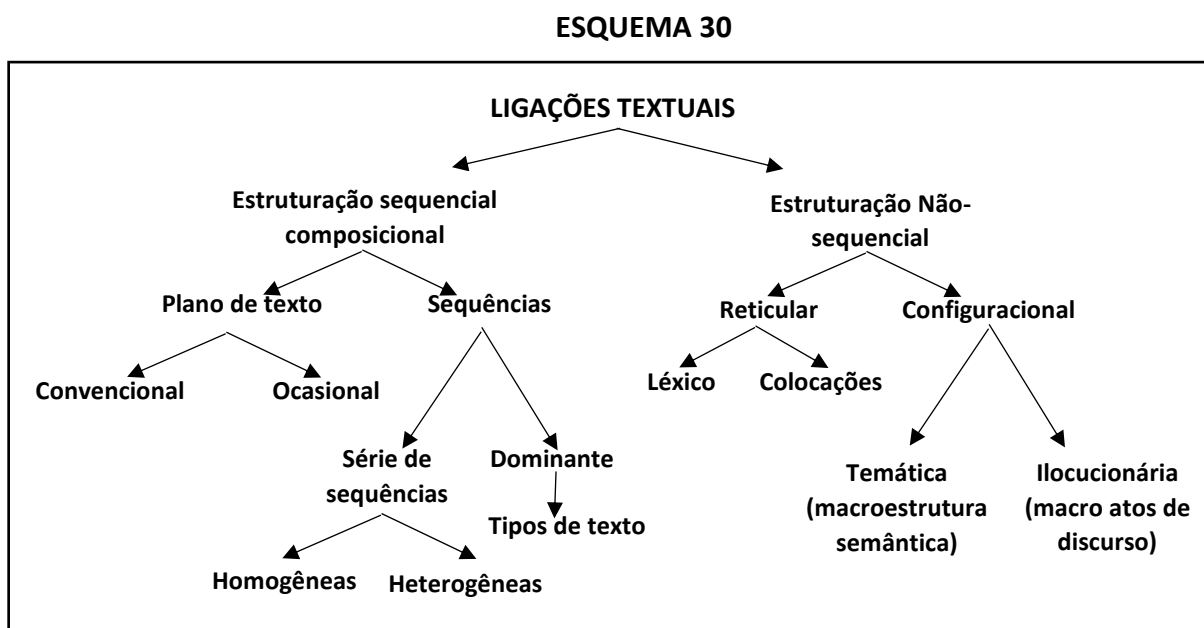 ESQUEMA 30
LIGAÇÕES TEXTUAIS
Estruturação sequencial
composicional
Estruturação Não-
sequencial
Plano de texto
Sequências
Reticular
Configuracional
Convencional
Ocasional
Léxico
Colocações
Série de
sequências
Dominante
Tipos de texto
Temática
(macroestrutura
semântica)
Ilocucionária
(macro atos de
discurso)
Homogêneas
Heterogêneas